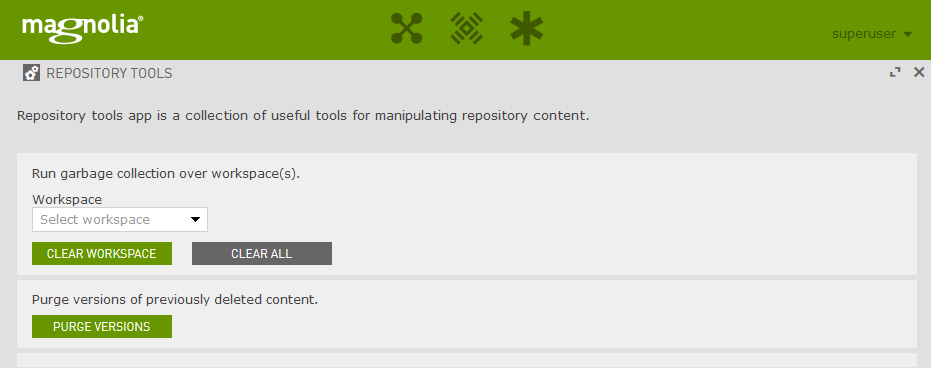 magnolia
superuser
REPOSITORY TOOLS
Repository tools app is a collection of useful tools for manipulating repository content.
Run garbage collection over workspace(s).
Workspace
Select workspace
CLEAR WORKSPACE CLEAR ALL
Purge versions of previously deleted content.
PURGE VERSIONS